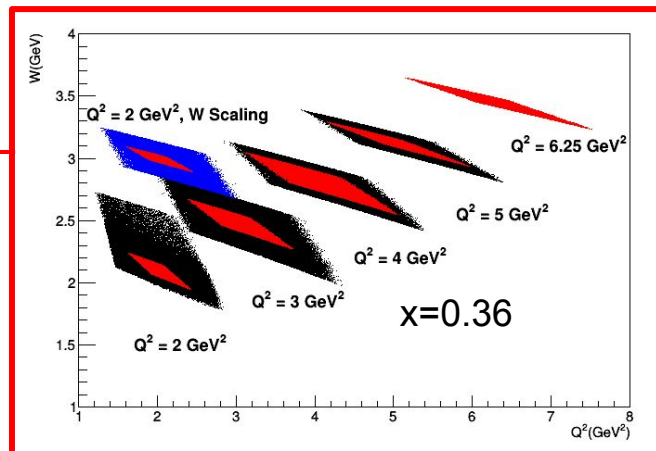 W(GeV)
4
3.5
3
2.5
2
1.5
1
Q² = 2 GeV², W Scaling
Q² = 6.25 GeV²
Q² = 5 GeV²
Q² = 4 GeV²
Q² = 3 GeV²
x=0.36
Q² = 2 GeV²
1 2 3 4 5 6 7 8
Q²(GeV²)